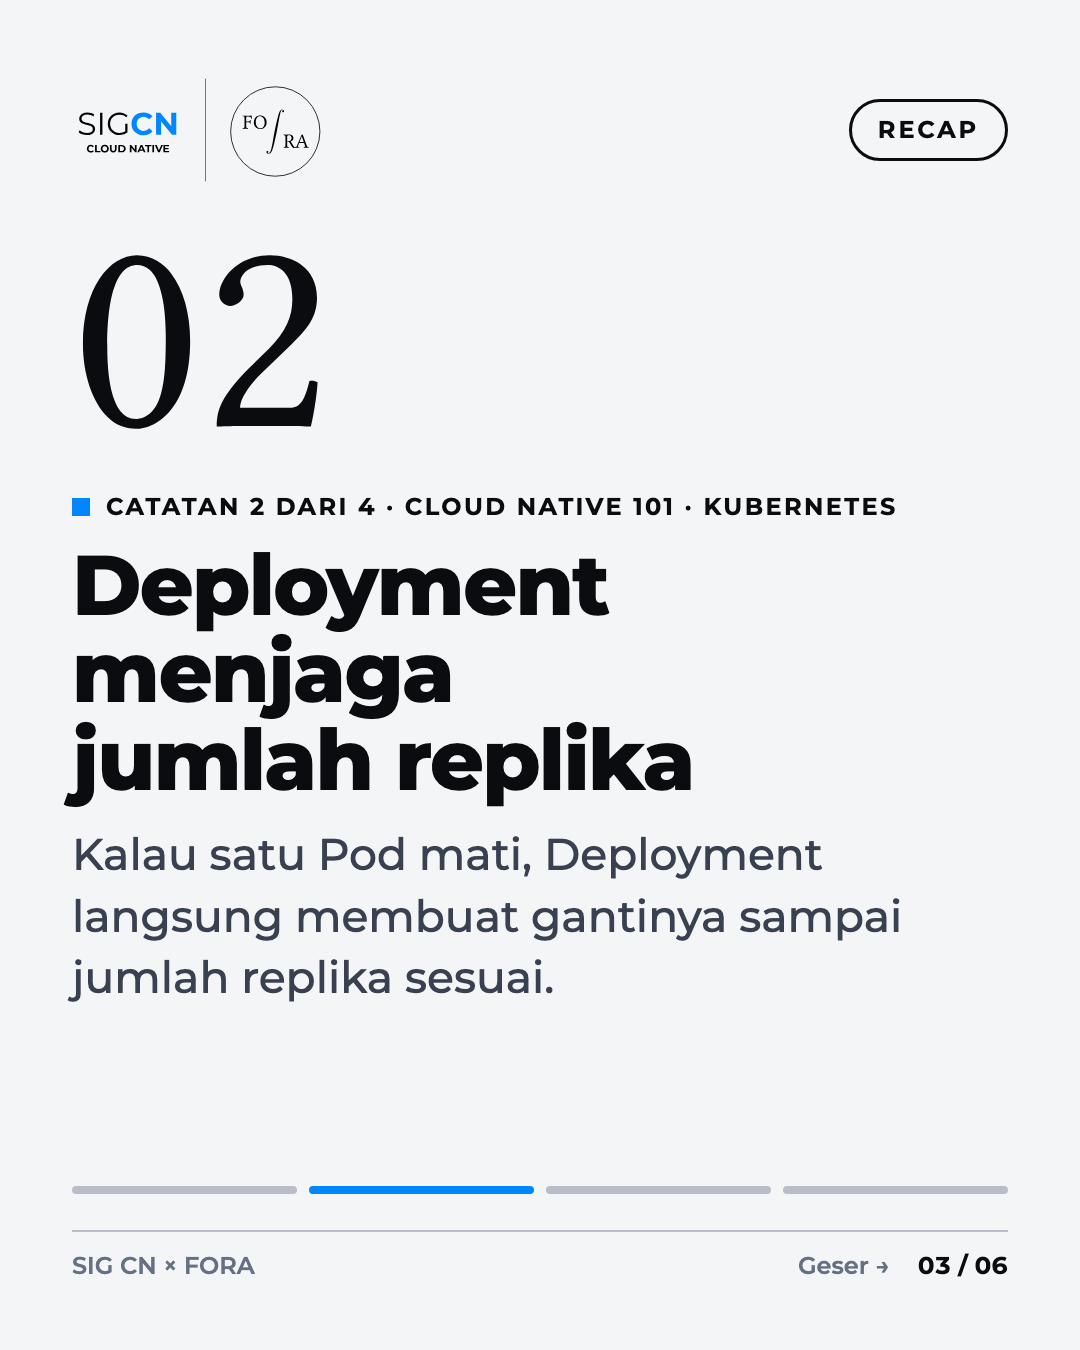 SIGCN
CLOUD NATIVE
FO RA
RECAP
02
CATATAN 2 DARI 4 · CLOUD NATIVE 101 · KUBERNETES
Deployment
menjaga
jumlah replika
Kalau satu Pod mati, Deployment
langsung membuat gantinya sampai
jumlah replika sesuai.
SIG CN × FORA
Geser → 03 / 06